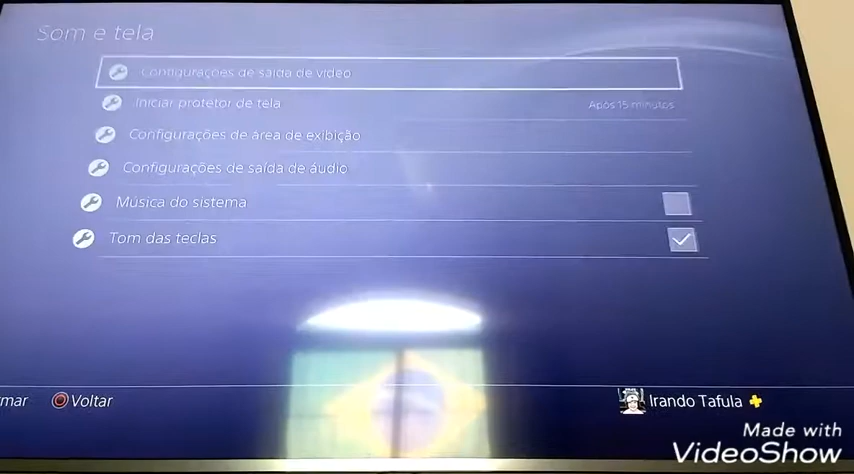 Som e tela
Configurações de saída de vídeo
Iniciar protetor de tela
Após 15 minutos
Configurações de área de exibição
Configurações de saída de áudio
Música do sistema
Tom das teclas
rmar
Voltar
Irando Tafula
Made with
VideoShow